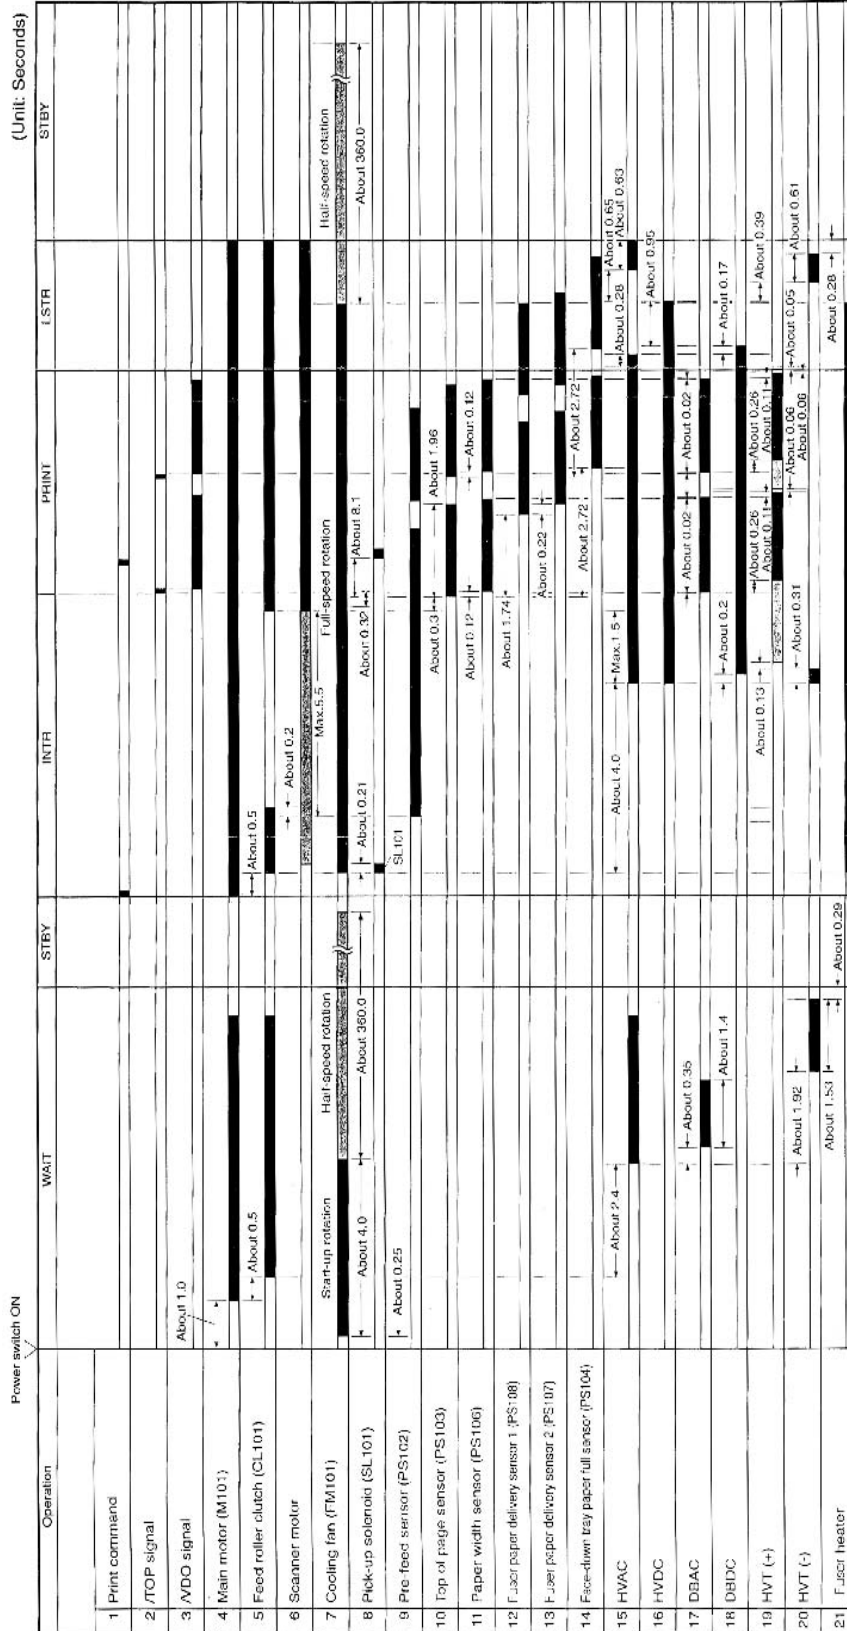 (Unit: Seconds)
Power switch ON
Operation WAIT STBY INTR PRINT LSTR STBY
1 Print command
2 /TOP signal
3 /VDO signal
About 1.0
4 Main motor (M101)
5 Feed roller clutch (CL101) About 0.5 About 0.5
6 Scanner motor About 0.2
7 Cooling fan (FM101) Start-up rotation Half-speed rotation Max.5.5 Full-speed rotation Half-speed rotation
8 Pick-up solenoid (SL101) About 4.0 About 360.0 About 0.21 About 0.32 About 8.1 About 360.0
9 Pre-feed sensor (PS102) About 0.25 SL101
10 Top of page sensor (PS103) About 0.3 About 1.96
11 Paper width sensor (PS106) About 0.12 About 0.12
12 Fuser paper delivery sensor 1 (PS108) About 1.74
13 Fuser paper delivery sensor 2 (PS107) About 0.22
14 Face-down tray paper full sensor (PS104) About 2.72 About 2.72
15 HVAC About 2.4 About 4.0 Max.1.5 About 0.28 About 0.65 About 0.63
16 HVDC About 0.95
17 DBAC About 0.35 About 0.02 About 0.02
18 DBDC About 1.4 About 0.2 About 0.17
19 HVT (+) About 0.13 About 0.26 About 0.11 About 0.26 About 0.11 About 0.39
20 HVT (-) About 1.92 About 0.31 About 0.06 About 0.06 About 0.05 About 0.61
21 Fuser heater About 1.53 About 0.29 About 0.28